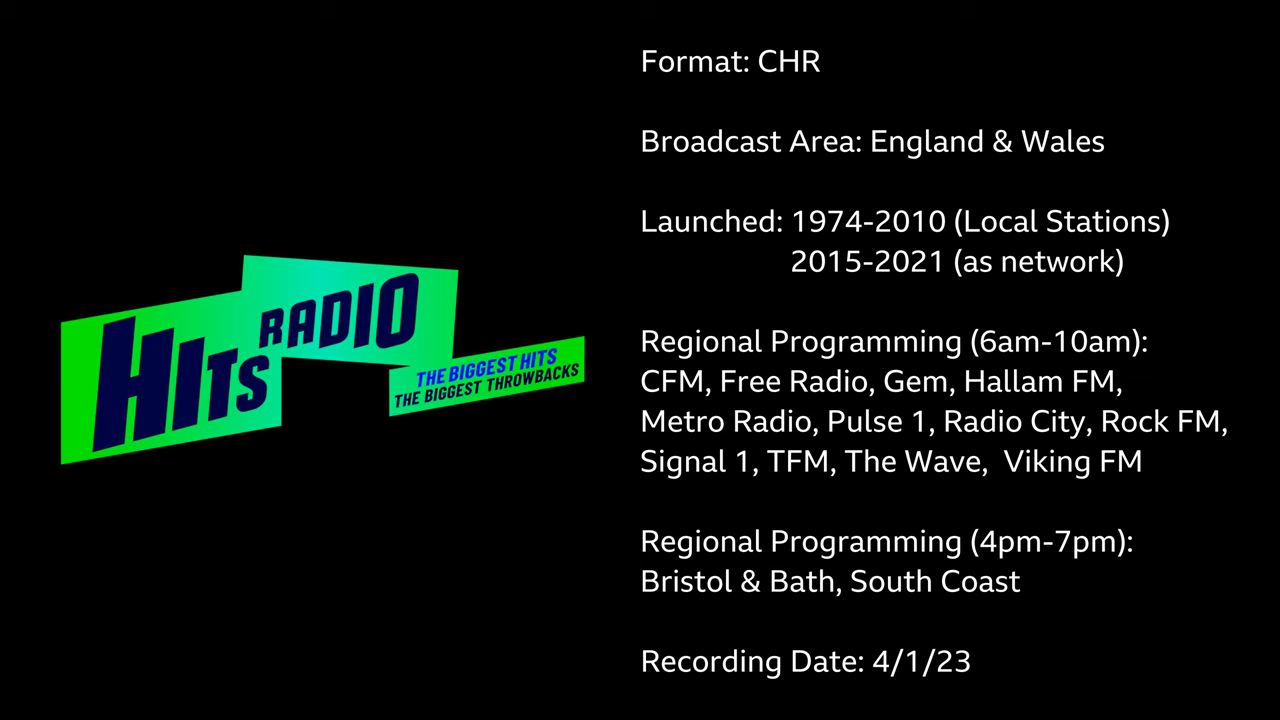 HITS RADIO
THE BIGGEST HITS
THE BIGGEST THROWBACKS
Format: CHR
Broadcast Area: England & Wales
Launched: 1974-2010 (Local Stations)
2015-2021 (as network)
Regional Programming (6am-10am):
CFM, Free Radio, Gem, Hallam FM,
Metro Radio, Pulse 1, Radio City, Rock FM,
Signal 1, TFM, The Wave,  Viking FM
Regional Programming (4pm-7pm):
Bristol & Bath, South Coast
Recording Date: 4/1/23